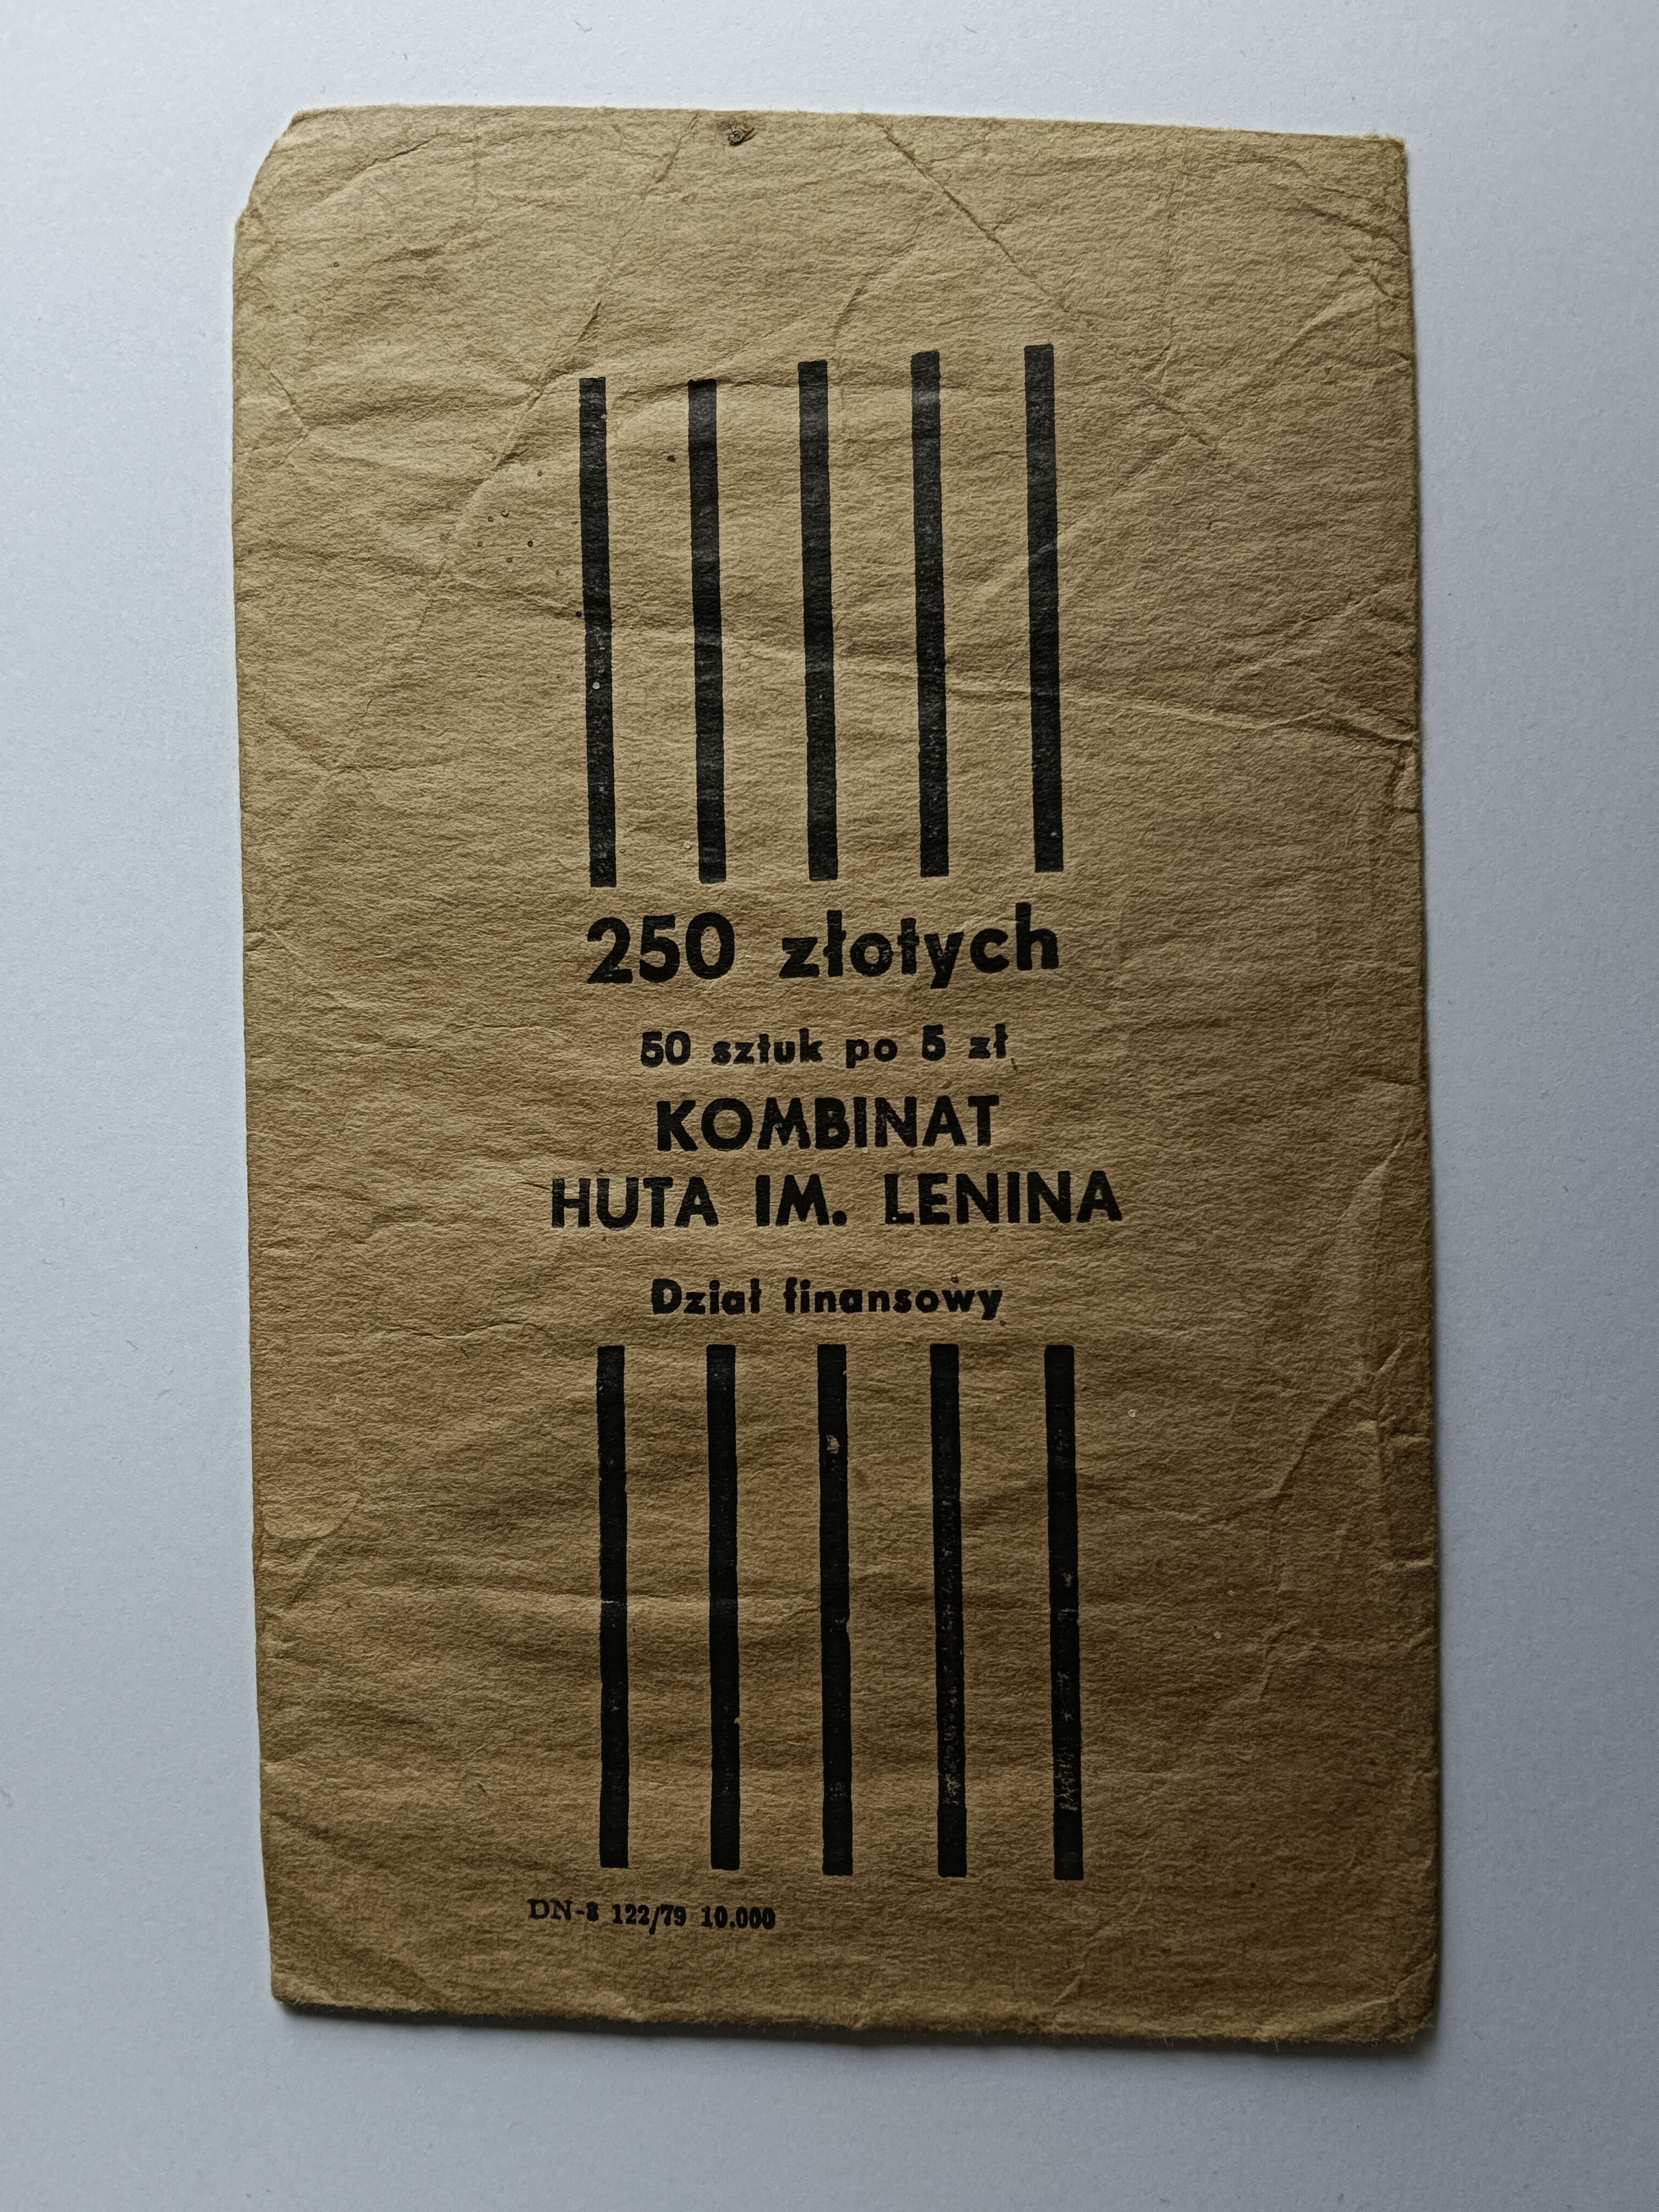 250 złotych
50 sztuk po 5 zł
KOMBINAT
HUTA IM. LENINA
Dział finansowy
DN-8 122/79 10.000